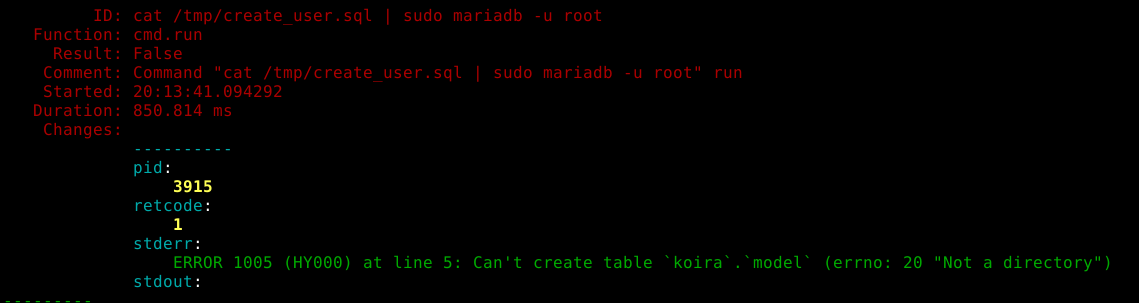 ID: cat /tmp/create_user.sql | sudo mariadb -u root
Function: cmd.run
Result: False
Comment: Command "cat /tmp/create_user.sql | sudo mariadb -u root" run
Started: 20:13:41.094292
Duration: 850.814 ms
Changes:
----------
pid:
3915
retcode:
1
stderr:
ERROR 1005 (HY000) at line 5: Can't create table `koira`.`model` (errno: 20 "Not a directory")
stdout:
---------